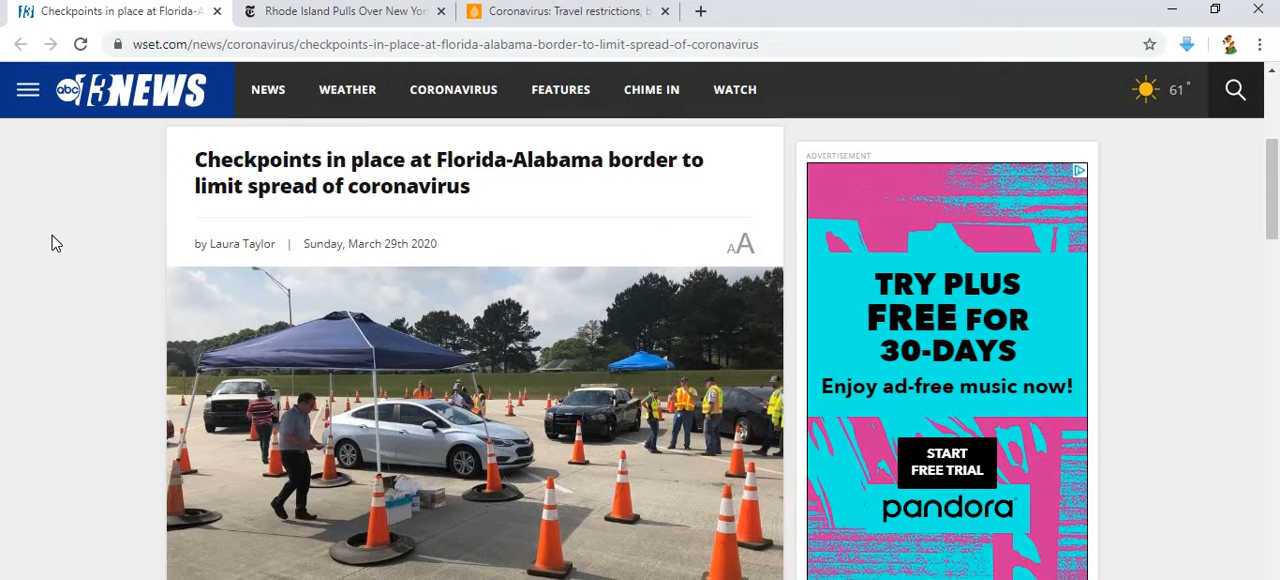 Checkpoints in place at Florida-A
Rhode Island Pulls Over New Yor
Coronavirus: Travel restrictions, b
wset.com/news/coronavirus/checkpoints-in-place-at-florida-alabama-border-to-limit-spread-of-coronavirus
abc 13 NEWS
NEWS
WEATHER
CORONAVIRUS
FEATURES
CHIME IN
WATCH
61°
Checkpoints in place at Florida-Alabama border to
limit spread of coronavirus
by Laura Taylor | Sunday, March 29th 2020
AA
ADVERTISEMENT
TRY PLUS
FREE FOR
30-DAYS
Enjoy ad-free music now!
START
FREE TRIAL
pandora